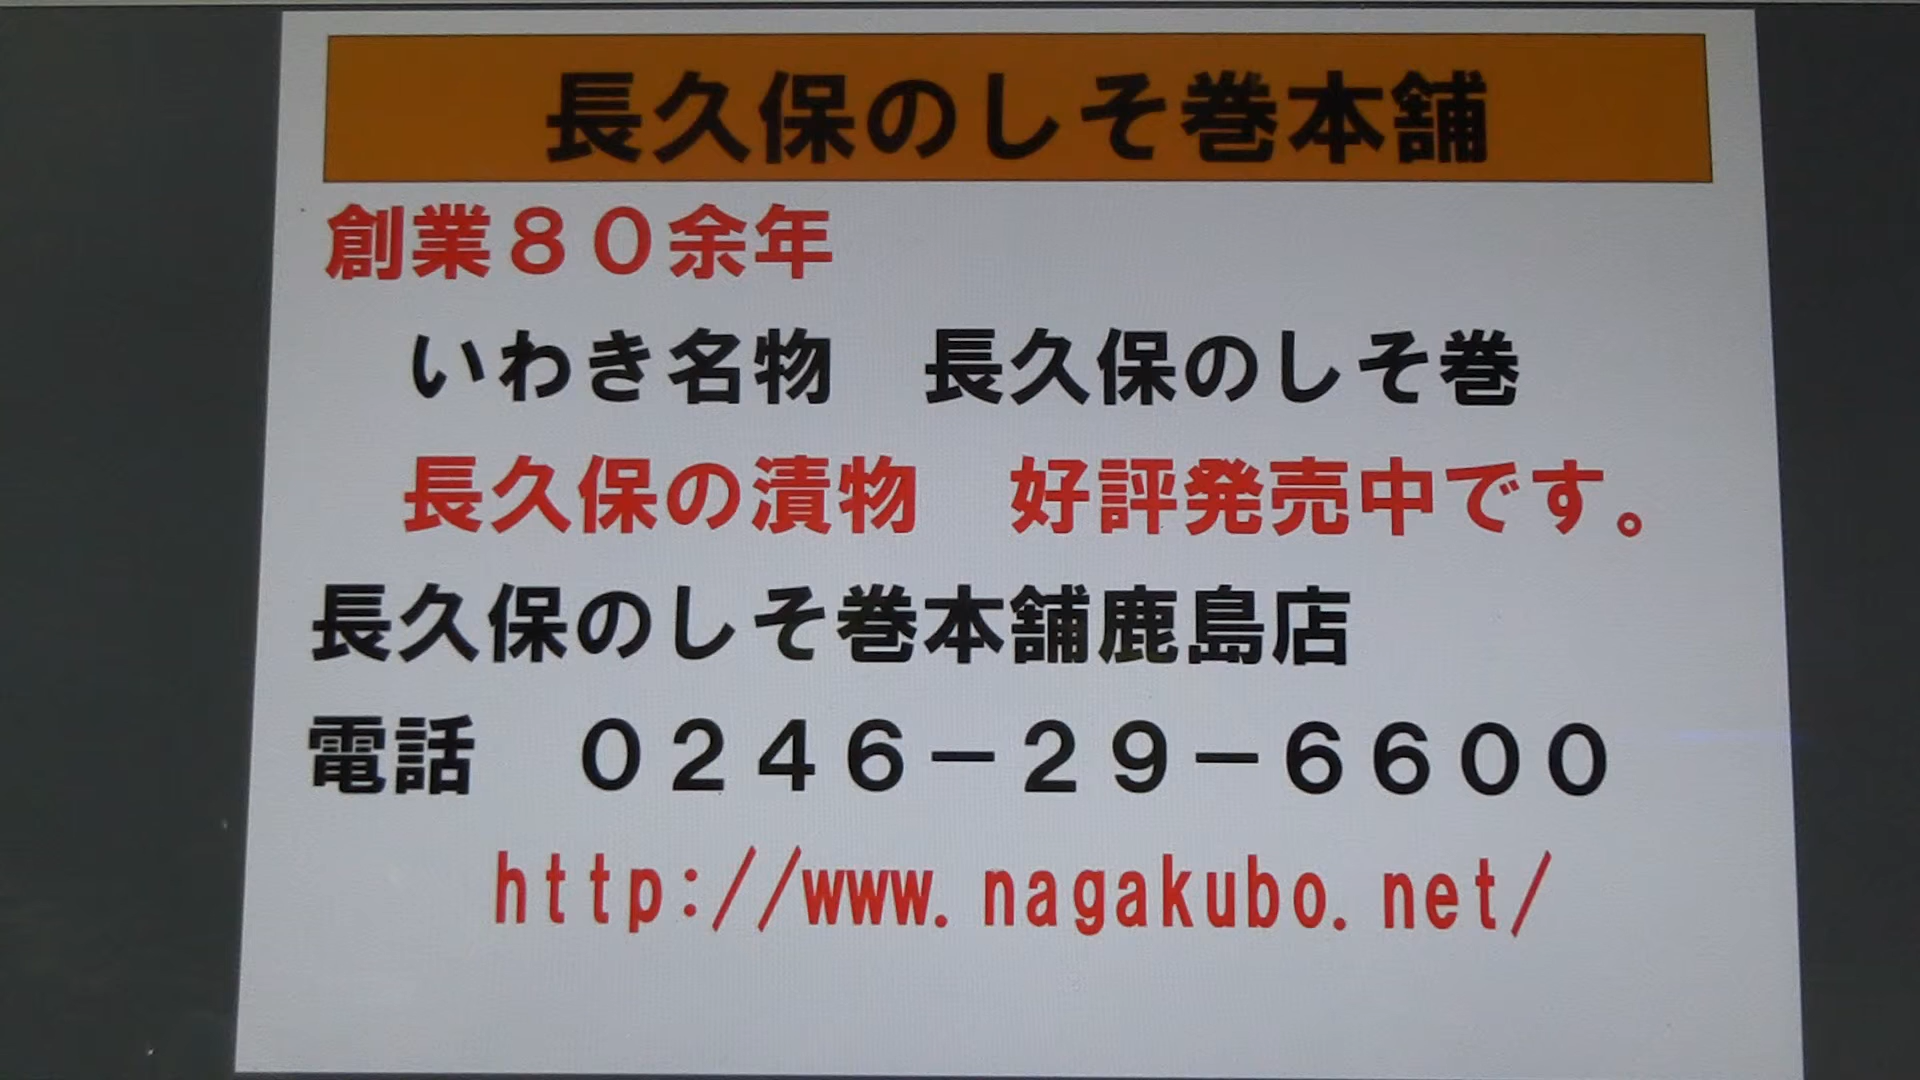 長久保のしそ巻本舗
創業８０余年
いわき名物　長久保のしそ巻
長久保の漬物　好評発売中です。
長久保のしそ巻本舗鹿島店
電話　０２４６－２９－６６００
http://www.nagakubo.net/